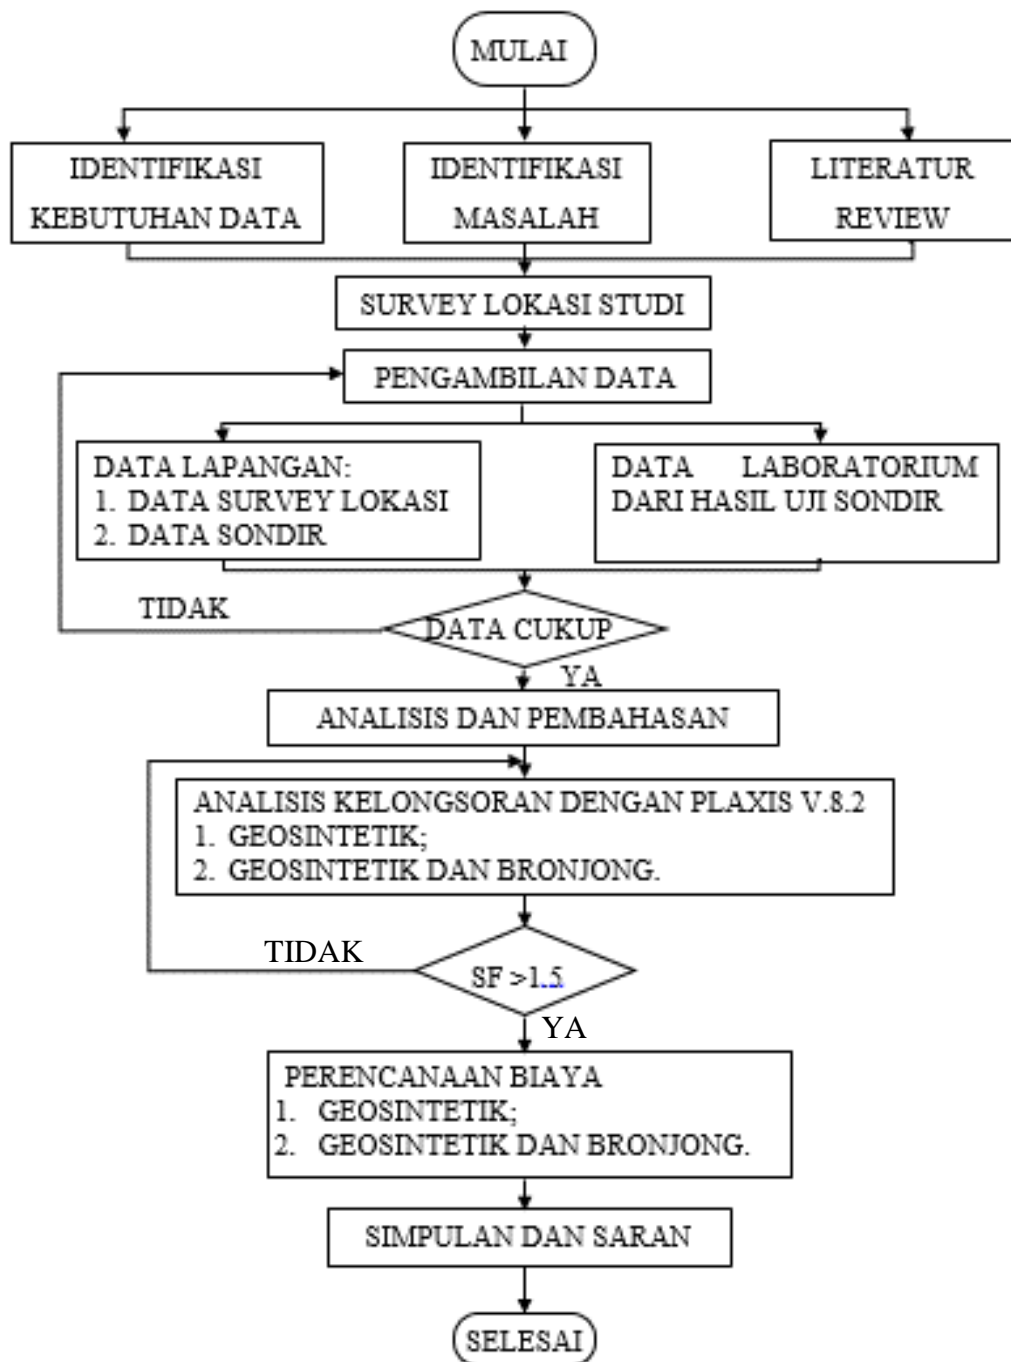 MULAI
IDENTIFIKASI
KEBUTUHAN DATA
IDENTIFIKASI
MASALAH
LITERATUR
REVIEW
SURVEY LOKASI STUDI
PENGAMBILAN DATA
DATA LAPANGAN:
1. DATA SURVEY LOKASI
2. DATA SONDIR
DATA LABORATORIUM
DARI HASIL UJI SONDIR
TIDAK
DATA CUKUP
YA
ANALISIS DAN PEMBAHASAN
ANALISIS KELONGSORAN DENGAN PLAXIS V.8.2
1. GEOSINTETIK;
2. GEOSINTETIK DAN BRONJONG.
TIDAK
SF >1.5
YA
PERENCANAAN BIAYA
1. GEOSINTETIK;
2. GEOSINTETIK DAN BRONJONG.
SIMPULAN DAN SARAN
SELESAI